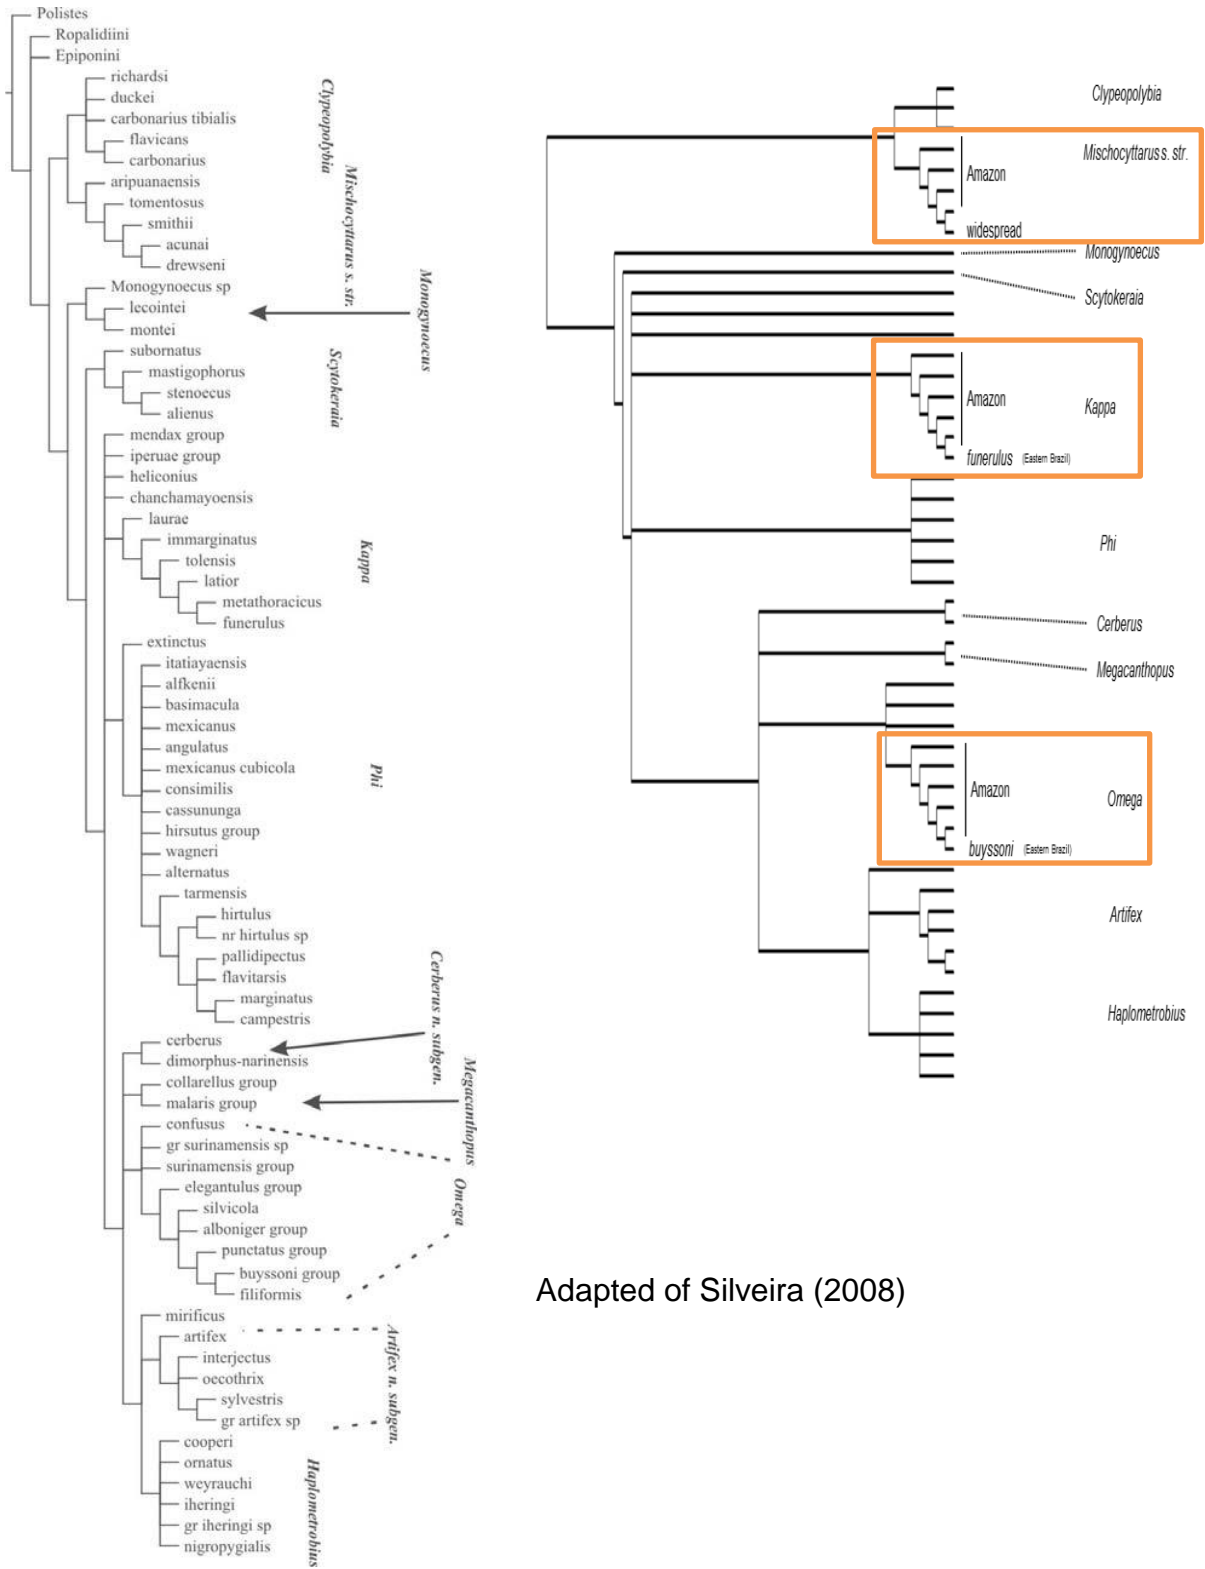 Polistes
Ropalidiini
Epiponini
richardsi
duckei
carbonarius tibialis
flavicans
carbonarius
aripuanaensis
tomentosus
smithii
acunai
drewseni
Monogynoecus sp
lecointei
montei
subornatus
mastigophorus
stenoecus
alienus
mendax group
iperuae group
heliconius
chanchamayoensis
laurae
immarginatus
tolensis
latior
metathoracicus
funerulus
extinctus
itatiayaensis
alfkenii
basimacula
mexicanus
angulatus
mexicanus cubicola
consimilis
cassununga
hirsutus group
wagneri
alternatus
tarmensis
hirtulus
nr hirtulus sp
pallidipectus
flavitarsis
marginatus
campestris
cerberus
dimorphus-narinensis
collarellus group
malaris group
confusus
gr surinamensis sp
surinamensis group
elegantulus group
silvicola
alboniger group
punctatus group
buyssoni group
filiformis
mirificus
artifex
interjectus
oecothrix
sylvestris
gr artifex sp
cooperi
ornatus
weyrauchi
iheringi
gr iheringi sp
nigropygialis
Clypeopolybia
Mischocyttarus s. str.
Monogynoecus
Scytokeraia
Kappa
Phi
Cerberus n. subgen.
Megacanthopus
Omega
Artifex n. subgen.
Haplometrobius
Clypeopolybia
Mischocyttarus s. str.
Amazon
widespread
Monogynoecus
Scytokeraia
Amazon
Kappa
funerulus (Eastern Brazil)
Phi
Cerberus
Megacanthopus
Amazon
Omega
buyssoni (Eastern Brazil)
Artifex
Haplometrobius
Adapted of Silveira (2008)